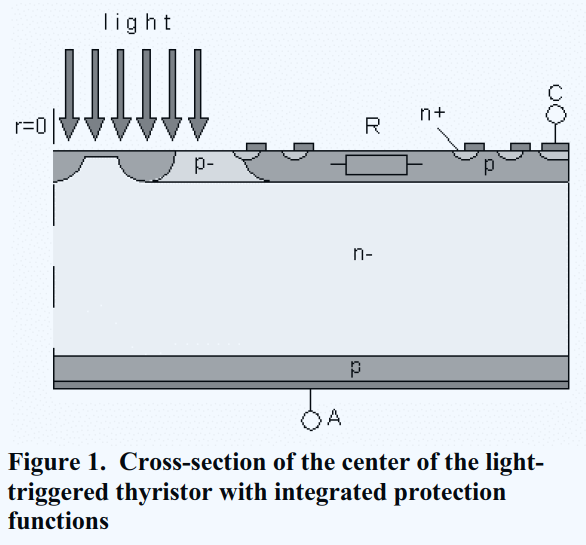 light
r=0
C
n+
R
p-
p
n-
p
A
Figure 1. Cross-section of the center of the light-
triggered thyristor with integrated protection
functions